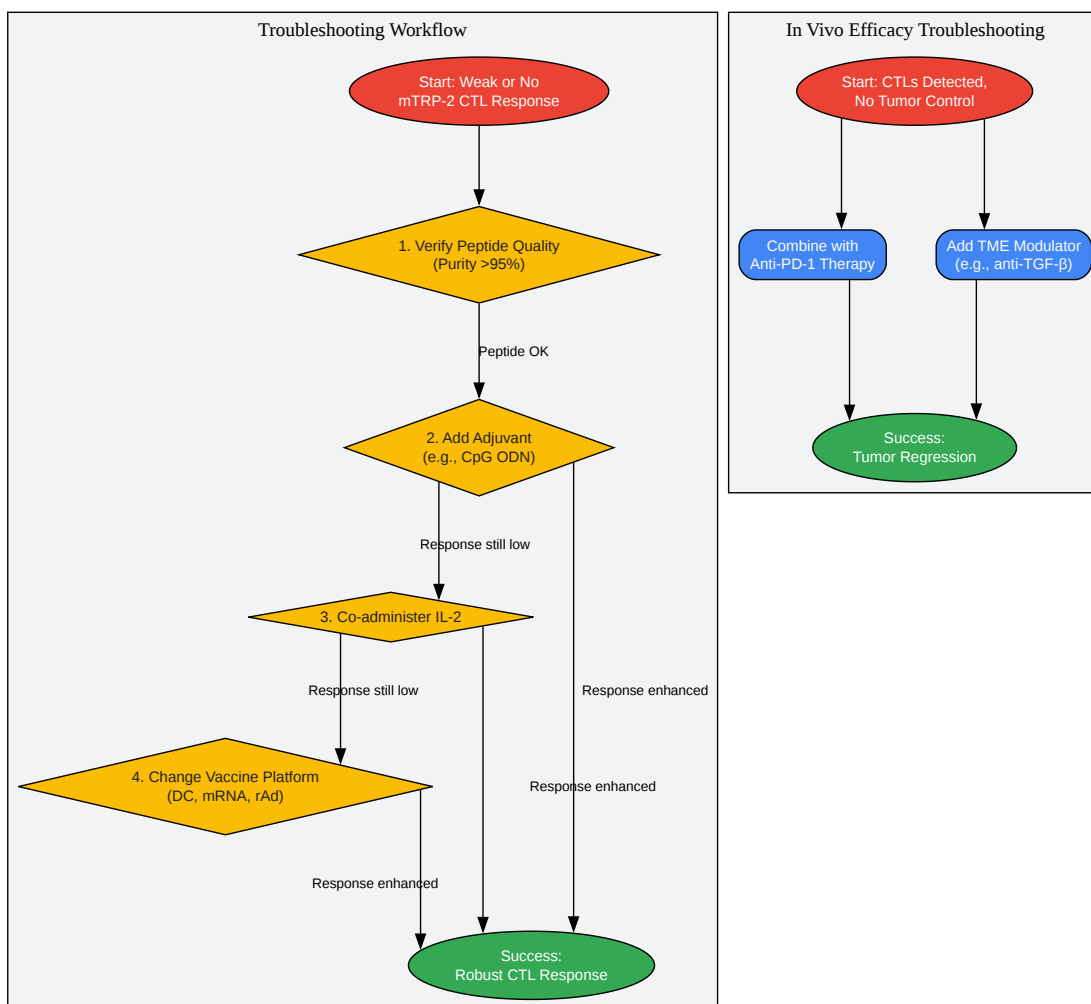 Troubleshooting Workflow
Start: Weak or No
mTRP-2 CTL Response
1. Verify Peptide Quality
(Purity >95%)
Peptide OK
2. Add Adjuvant
(e.g., CpG ODN)
Response still low
3. Co-administer IL-2
Response still low
Response enhanced
4. Change Vaccine Platform
(DC, mRNA, rAd)
Response enhanced
Response enhanced
Success:
Robust CTL Response
In Vivo Efficacy Troubleshooting
Start: CTLs Detected,
No Tumor Control
Combine with
Anti-PD-1 Therapy
Add TME Modulator
(e.g., anti-TGF-β)
Success:
Tumor Regression